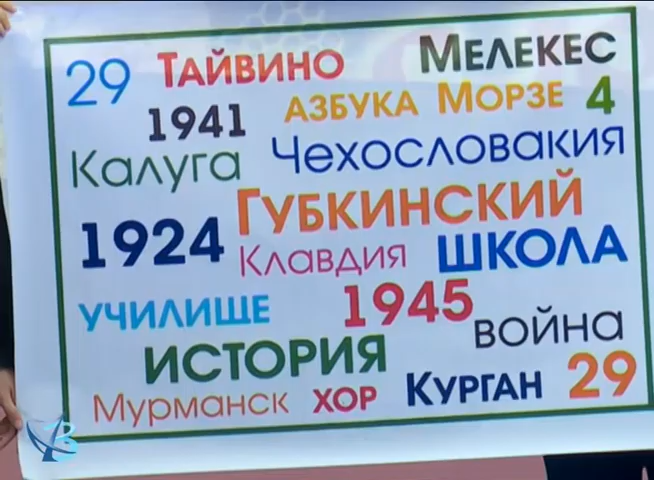 29 ТАЙВИНО МЕЛЕКЕС
1941 АЗБУКА МОРЗЕ 4
КАЛУГА ЧЕХОСЛОВАКИЯ
1924 ГУБКИНСКИЙ
КЛАВДИЯ ШКОЛА
УЧИЛИЩЕ 1945
ВОЙНА
ИСТОРИЯ
Мурманск ХОР КУРГАН 29
В